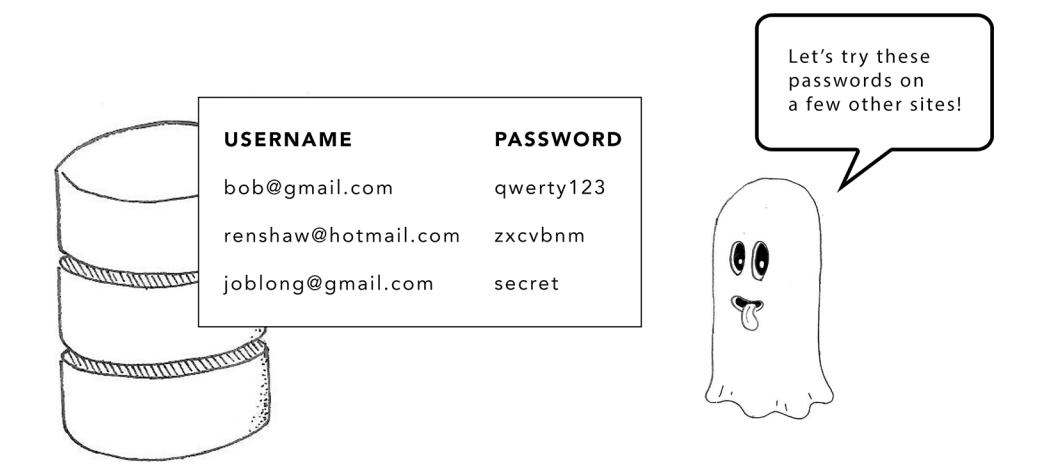 Let's try these
passwords on
a few other sites!
USERNAME PASSWORD
bob@gmail.com qwerty123
renshaw@hotmail.com zxcvbnm
joblong@gmail.com secret